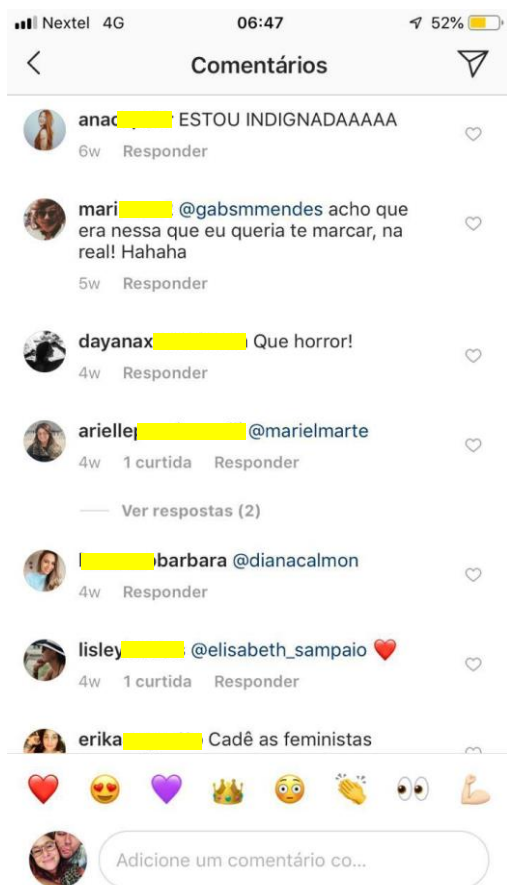 Nextel 4G 06:47 52%
Comentários
anac ESTOU INDIGNADAAAAA
6w Responder
mari @gabsmmendes acho que
era nessa que eu queria te marcar, na
real! Hahaha
5w Responder
dayanax Que horror!
4w Responder
arielle @marielmarte
4w 1 curtida Responder
Ver respostas (2)
barbara @dianacalmon
4w Responder
lisley @elisabeth_sampaio ❤️
4w 1 curtida Responder
erika Cadê as feministas
Adicione um comentário co...